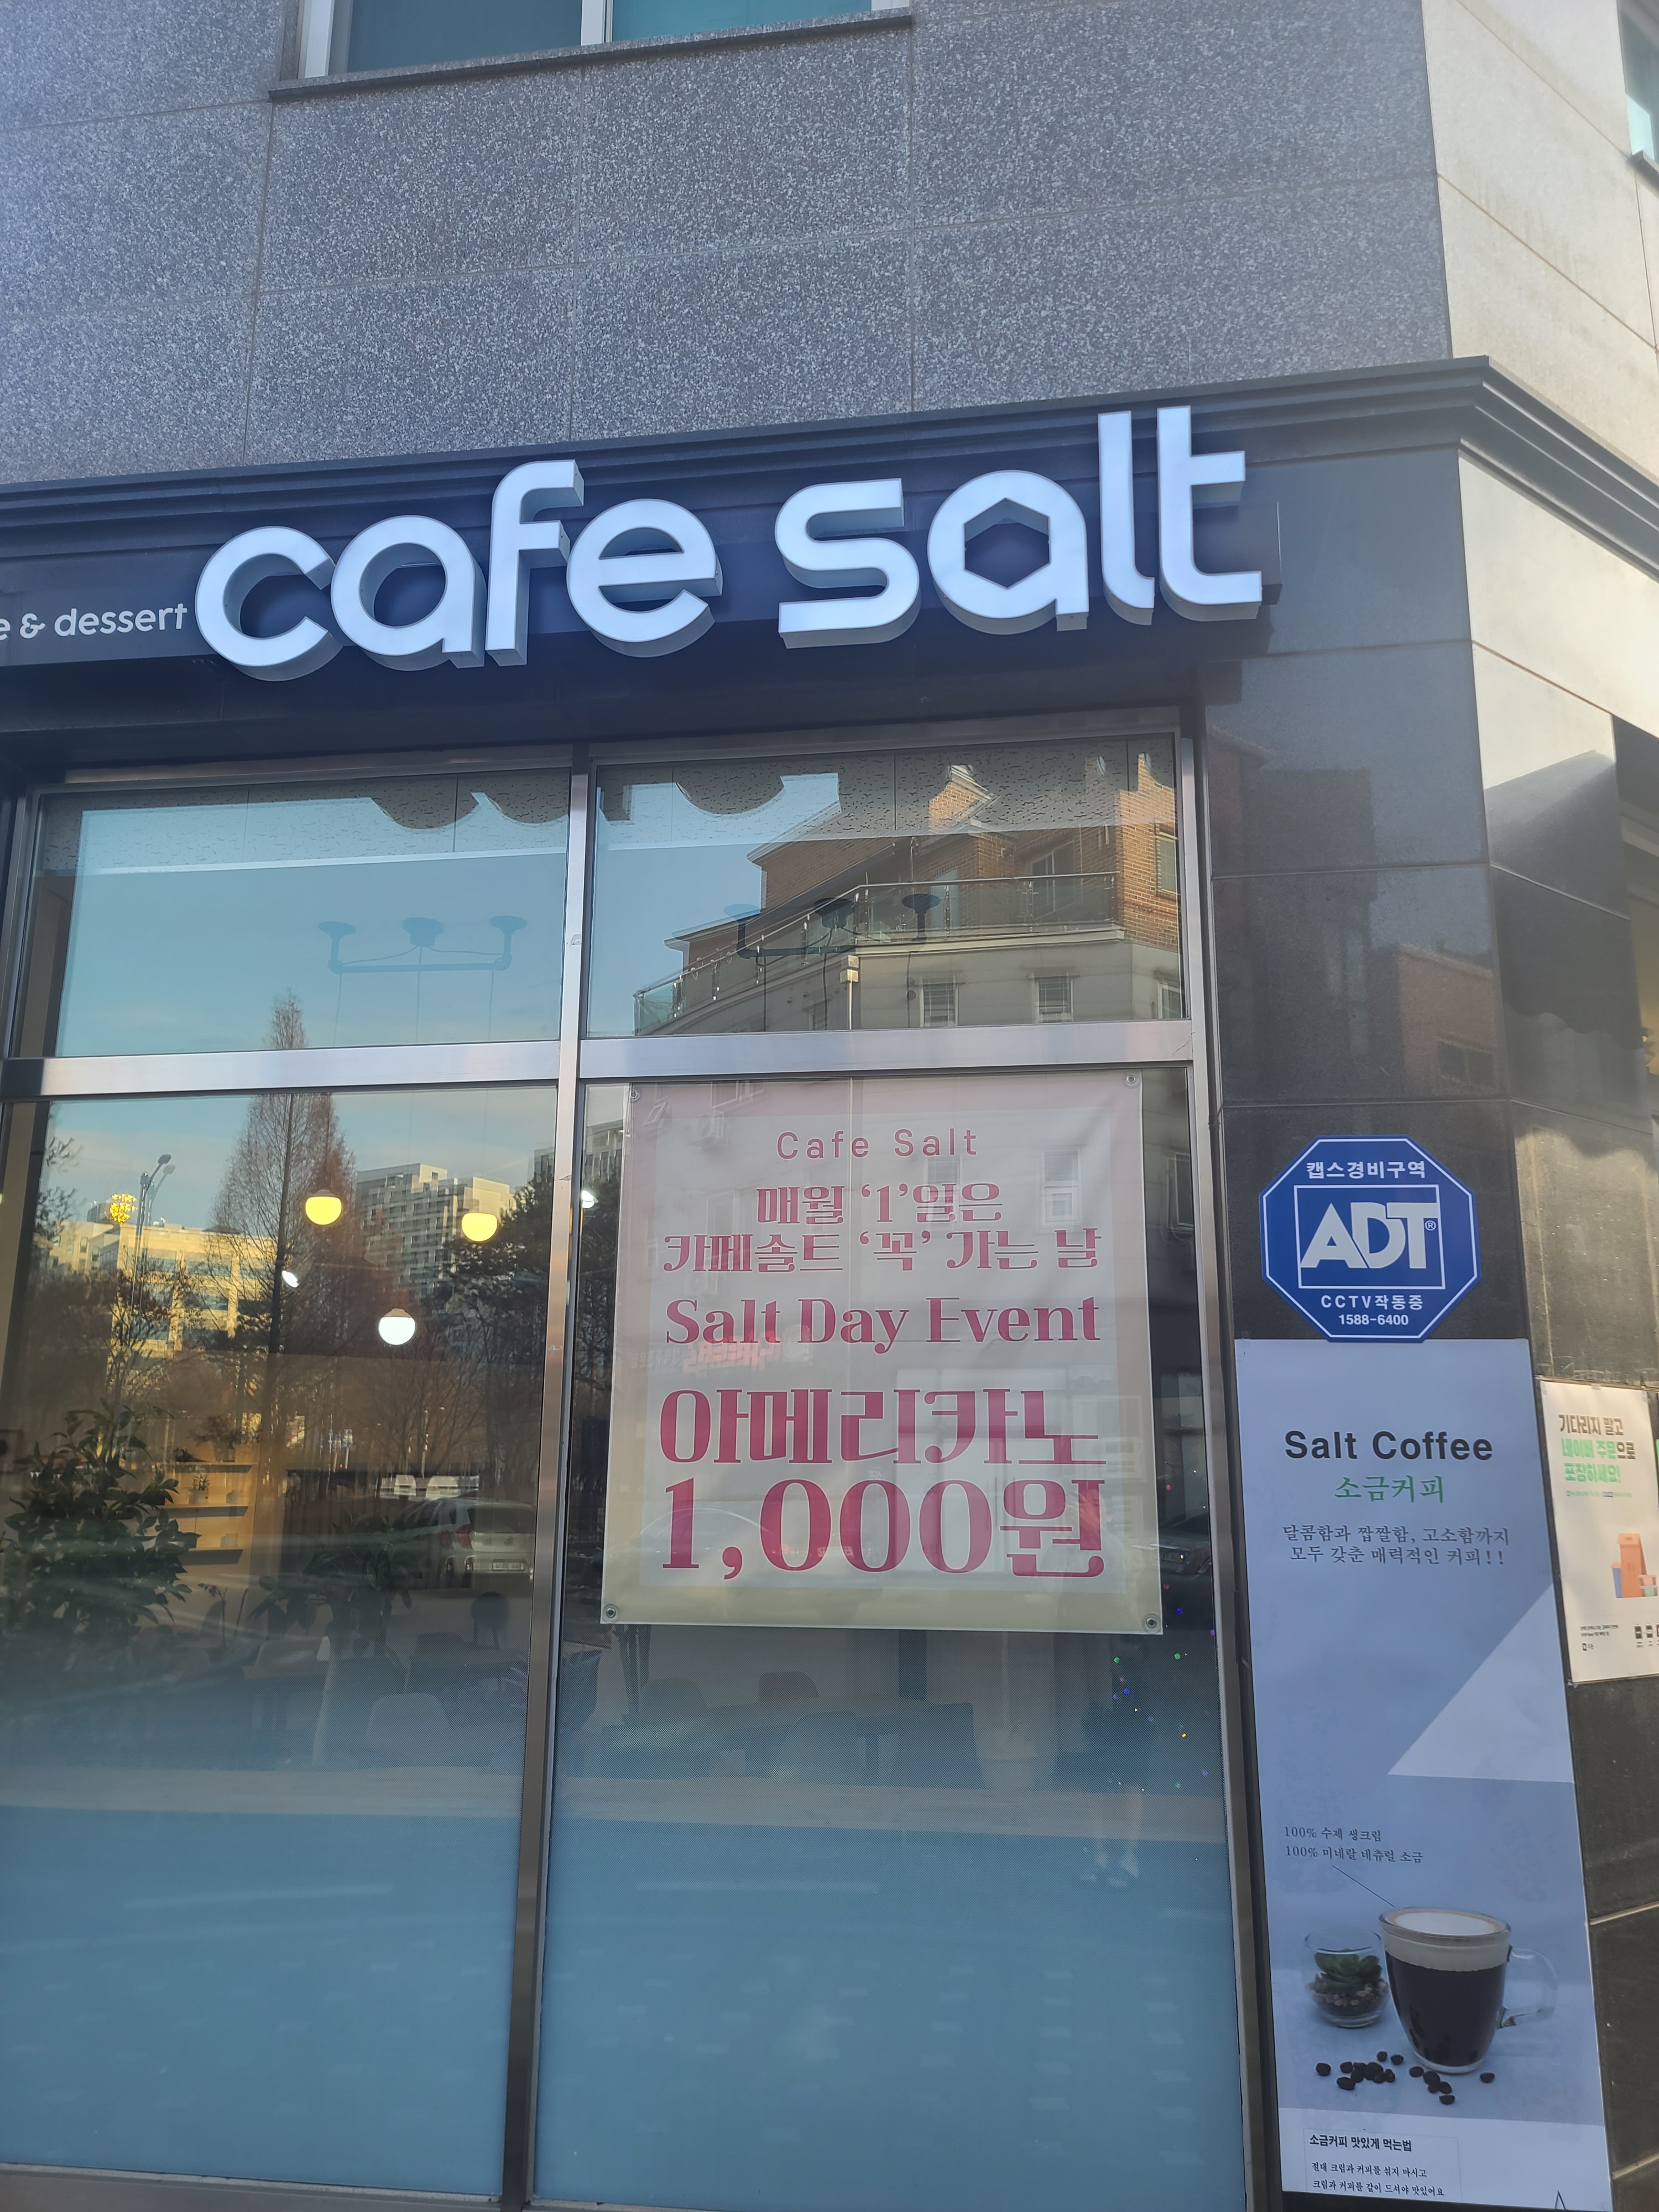 & dessert
cafe salt
Cafe Salt
매월 ‘1’일은
카페솔트 ‘꼭’ 가는 날
Salt Day Event
아메리카노
1,000원
캡스경비구역
ADT®
CCTV작동중
1588-6400
Salt Coffee
소금커피
달콤함과 짭짤함, 고소함까지
모두 갖춘 매력적인 커피!!
100% 수제 생크림
100% 미네랄 네츄럴 소금
소금커피 맛있게 먹는법
절대 크림과 커피를 섞지 마시고
크림과 커피를 같이 드셔야 맛있어요
기다리지 말고
네이버 주문으로
포장하세요!